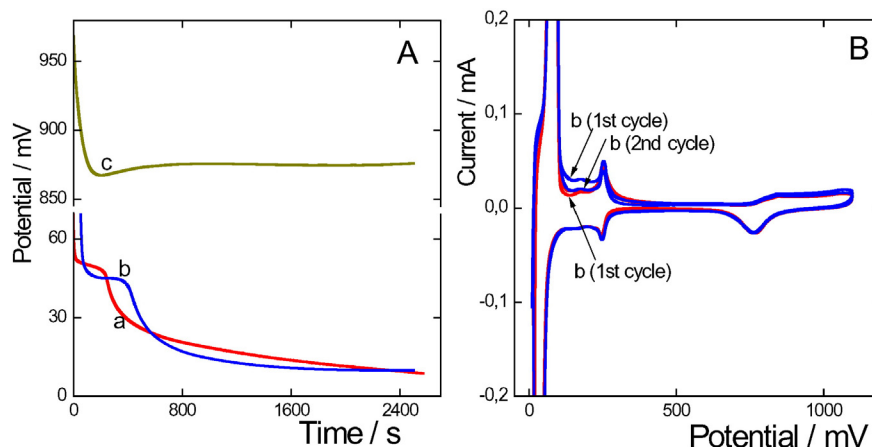 A
950
900
850
60
30
0
c
b
a
Potential / mV
0
800
1600
2400
Time / s
B
0,2
0,1
0,0
-0,1
-0,2
Current / mA
b (1st cycle)
b (2nd cycle)
b (1st cycle)
0
500
1000
Potential / mV